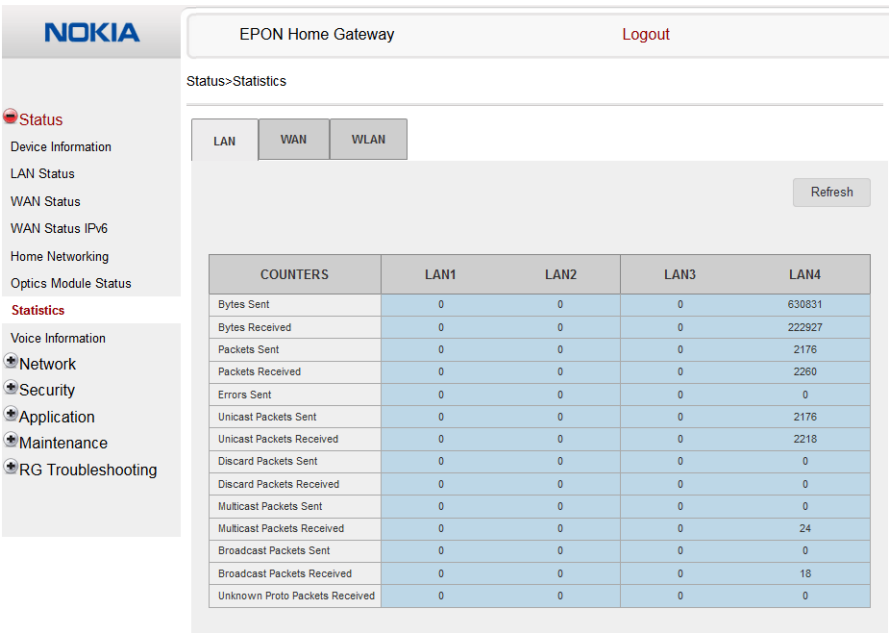 NOKIA
EPON Home Gateway
Logout
Status>Statistics
Status
Device Information
LAN Status
WAN Status
WAN Status IPv6
Home Networking
Optics Module Status
Statistics
Voice Information
Network
Security
Application
Maintenance
RG Troubleshooting
LAN WAN WLAN
Refresh
COUNTERS LAN1 LAN2 LAN3 LAN4
Bytes Sent 0 0 0 630831
Bytes Received 0 0 0 222927
Packets Sent 0 0 0 2176
Packets Received 0 0 0 2260
Errors Sent 0 0 0 0
Unicast Packets Sent 0 0 0 2176
Unicast Packets Received 0 0 0 2218
Discard Packets Sent 0 0 0 0
Discard Packets Received 0 0 0 0
Multicast Packets Sent 0 0 0 0
Multicast Packets Received 0 0 0 24
Broadcast Packets Sent 0 0 0 0
Broadcast Packets Received 0 0 0 18
Unknown Proto Packets Received 0 0 0 0